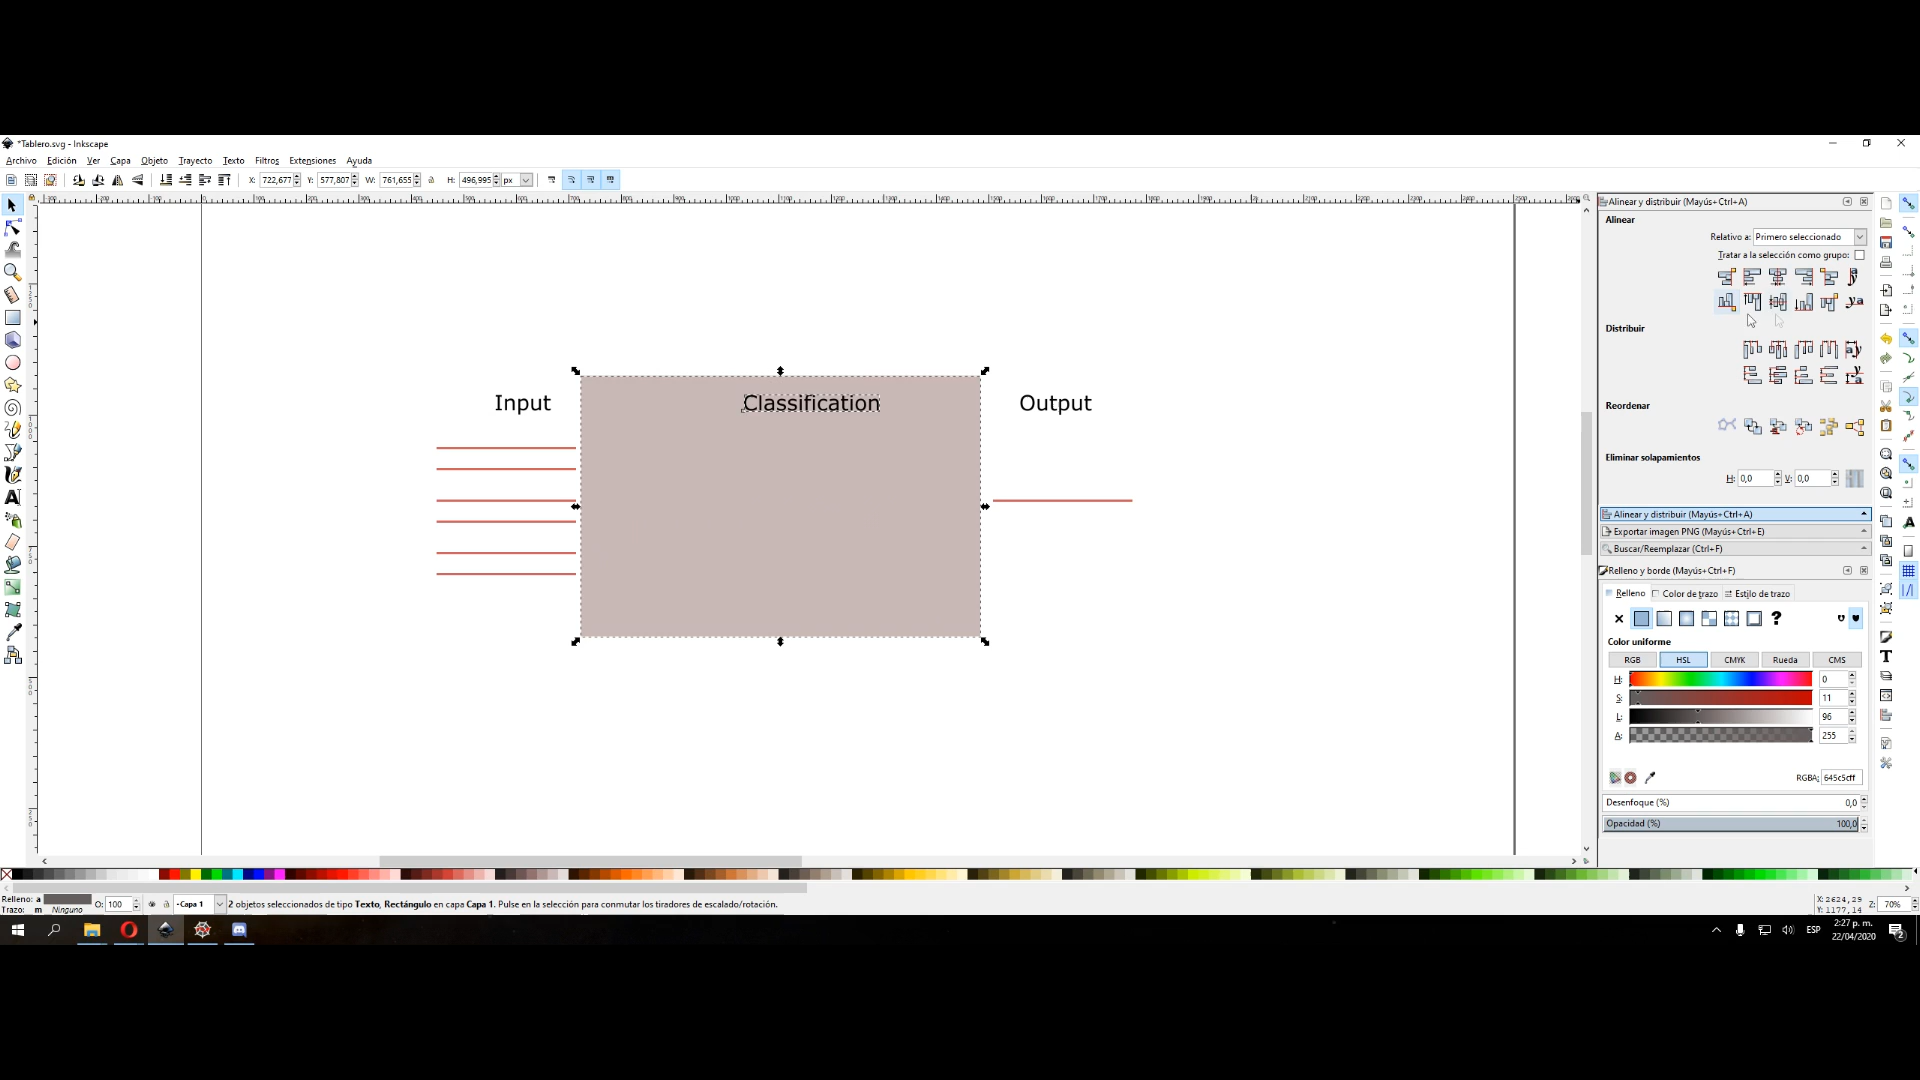 *Tablero.svg - Inkscape
Archivo Edición Ver Capa Objeto Trayecto Texto Filtros Extensiones Ayuda
X: 722,677 Y: 577,807 W: 761,655 H: 496,995 px
Alinear y distribuir (Mayús+Ctrl+A)
Alinear
Relativo a: Primero seleccionado
Tratar a la selección como grupo:
Distribuir
Input Classification Output
Reordenar
Eliminar solapamientos
H: 0,0 V: 0,0
Alinear y distribuir (Mayús+Ctrl+A)
Exportar imagen PNG (Mayús+Ctrl+E)
Buscar/Reemplazar (Ctrl+F)
Relleno y borde (Mayús+Ctrl+F)
Relleno Color de trazo Estilo de trazo
Color uniforme
RGB HSL CMYK Rueda CMS
H: 0
S: 11
L: 96
A: 255
RGBA: 645c5cff
Desenfoque (%) 0,0
Opacidad (%) 100,0
Relleno: a
Trazo: m Ninguno
O: 100
Capa 1
2 objetos seleccionados de tipo Texto, Rectángulo en capa Capa 1. Pulse en la selección para conmutar los tiradores de escalado/rotación.
X: 2624,29
Y: 1177,14
Z: 70%
ESP
2:27 p. m.
22/04/2020
2